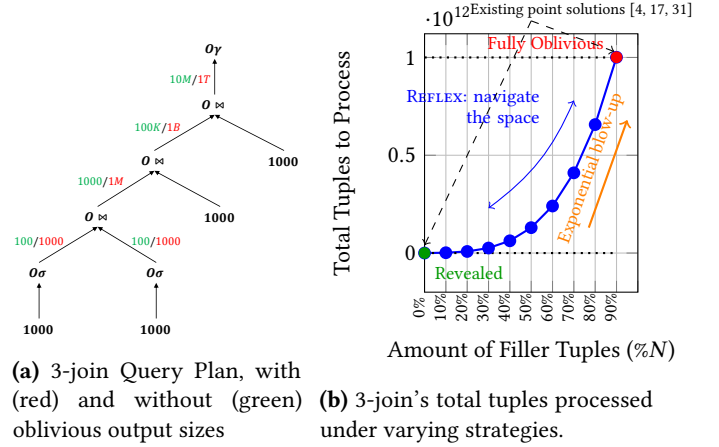 Oγ
10M/1T
O ⋈
100K/1B
O ⋈
1000
1000/1M
O ⋈
1000
100/1000
100/1000
Oσ
Oσ
1000
1000
(a) 3-join Query Plan, with
(red) and without (green)
oblivious output sizes
·10^12
Existing point solutions [4, 17, 31]
Fully Oblivious
1
REFLEX: navigate
the space
0.5
Exponential blow-up
0
Revealed
Total Tuples to Process
0%
10%
20%
30%
40%
50%
60%
70%
80%
90%
Amount of Filler Tuples (%N)
(b) 3-join's total tuples processed
under varying strategies.